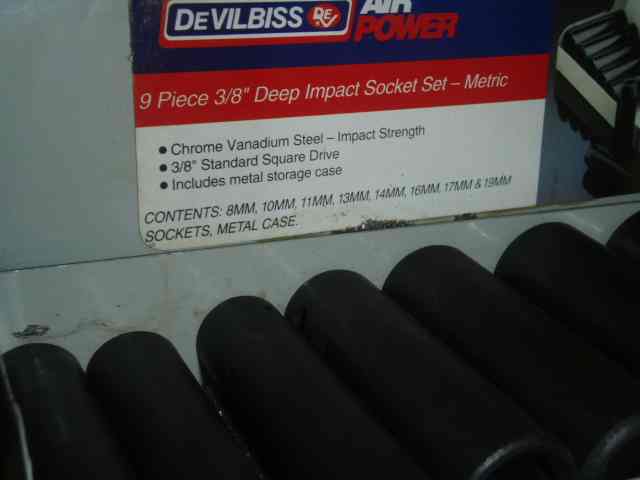 DEVILBISS DEV AIR
POWER
9 Piece 3/8" Deep Impact Socket Set – Metric
• Chrome Vanadium Steel – Impact Strength
• 3/8" Standard Square Drive
• Includes metal storage case
CONTENTS: 8MM, 10MM, 11MM, 13MM, 14MM, 16MM, 17MM & 19MM
SOCKETS, METAL CASE.